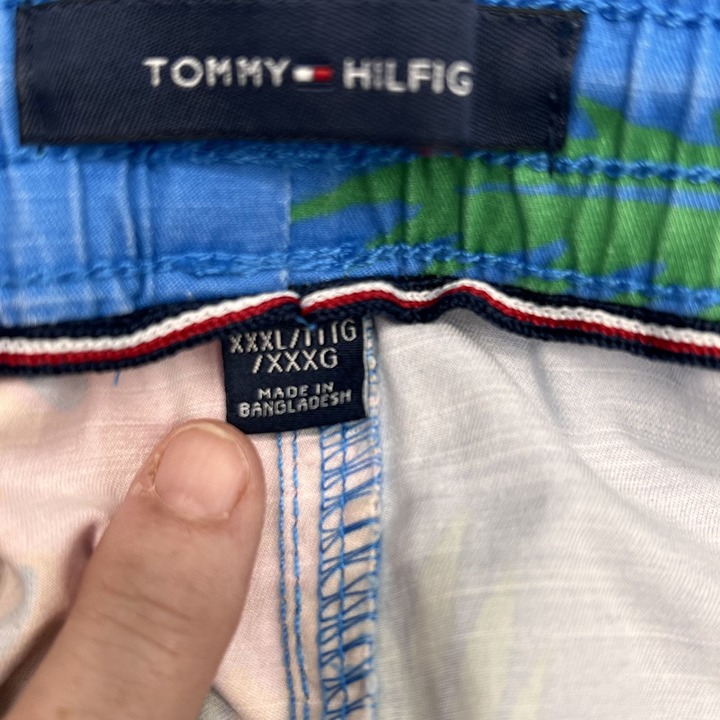 TOMMY HILFIG
XXXL/TTTG
/XXXG
MADE IN
BANGLADESH